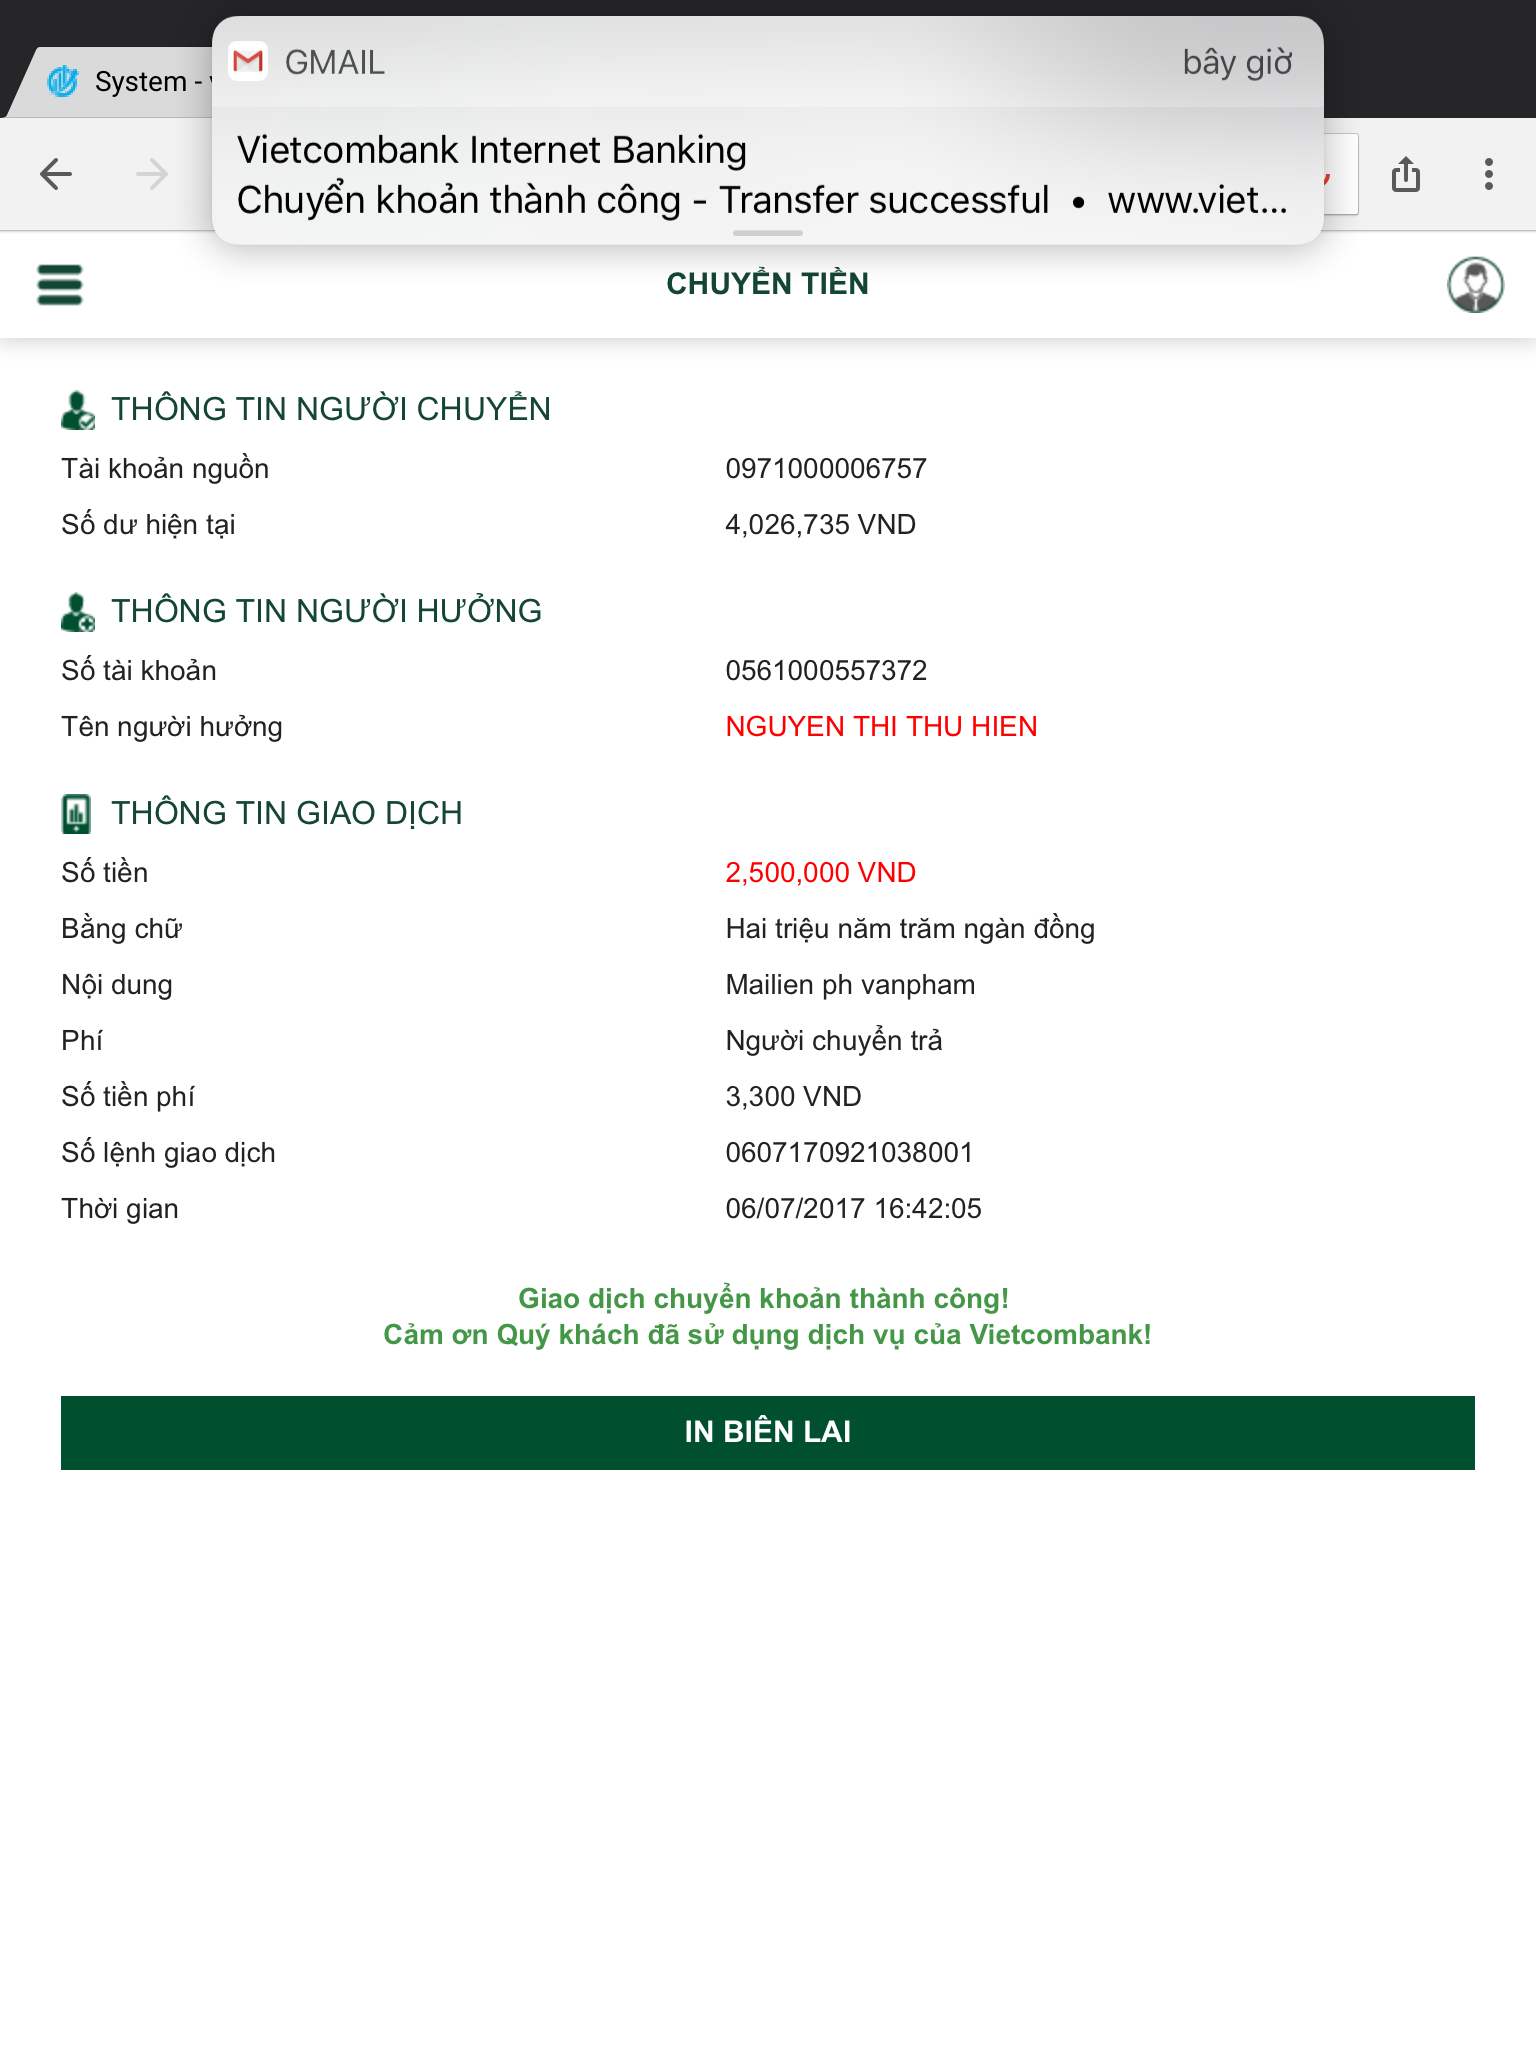 System -
GMAIL
bây giờ
Vietcombank Internet Banking
Chuyển khoản thành công - Transfer successful • www.viet...
CHUYỂN TIỀN
THÔNG TIN NGƯỜI CHUYỂN
Tài khoản nguồn 0971000006757
Số dư hiện tại 4,026,735 VND
THÔNG TIN NGƯỜI HƯỞNG
Số tài khoản 0561000557372
Tên người hưởng NGUYEN THI THU HIEN
THÔNG TIN GIAO DỊCH
Số tiền 2,500,000 VND
Bằng chữ Hai triệu năm trăm ngàn đồng
Nội dung Mailien ph vanpham
Phí Người chuyển trả
Số tiền phí 3,300 VND
Số lệnh giao dịch 0607170921038001
Thời gian 06/07/2017 16:42:05
Giao dịch chuyển khoản thành công!
Cảm ơn Quý khách đã sử dụng dịch vụ của Vietcombank!
IN BIÊN LAI